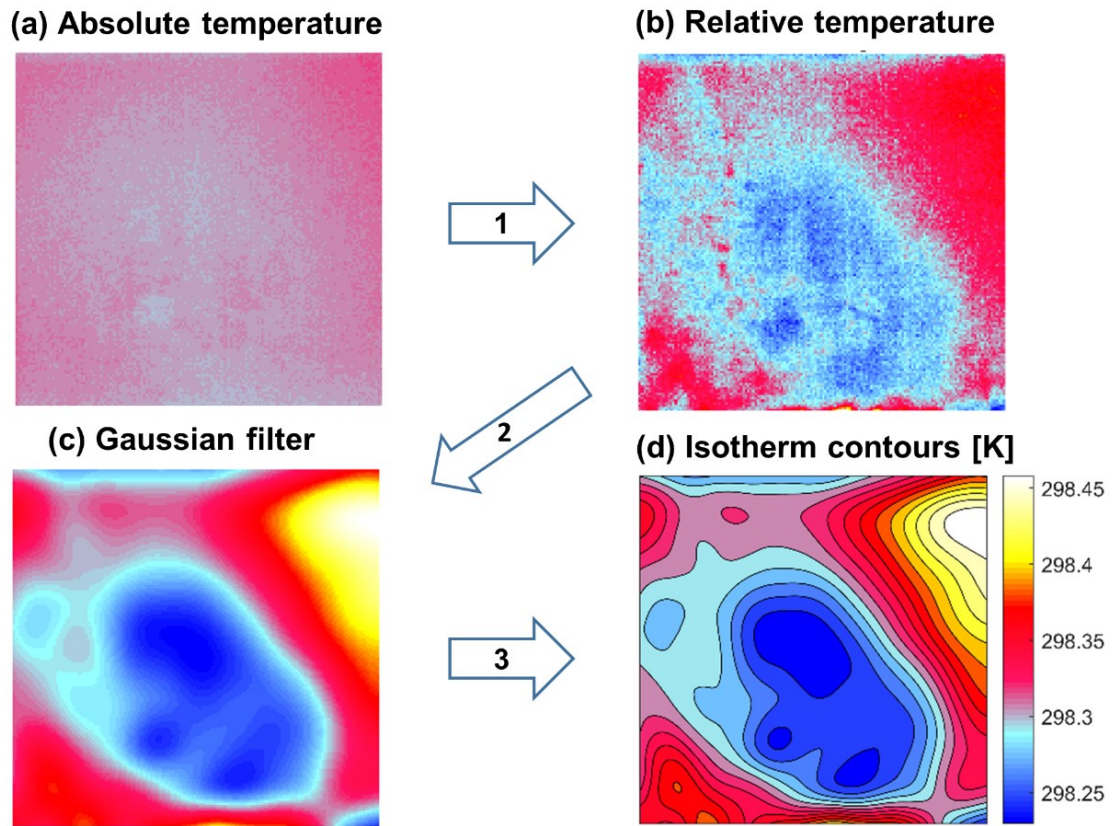 (a) Absolute temperature
(b) Relative temperature
1
2
(c) Gaussian filter
(d) Isotherm contours [K]
3
298.45
298.4
298.35
298.3
298.25